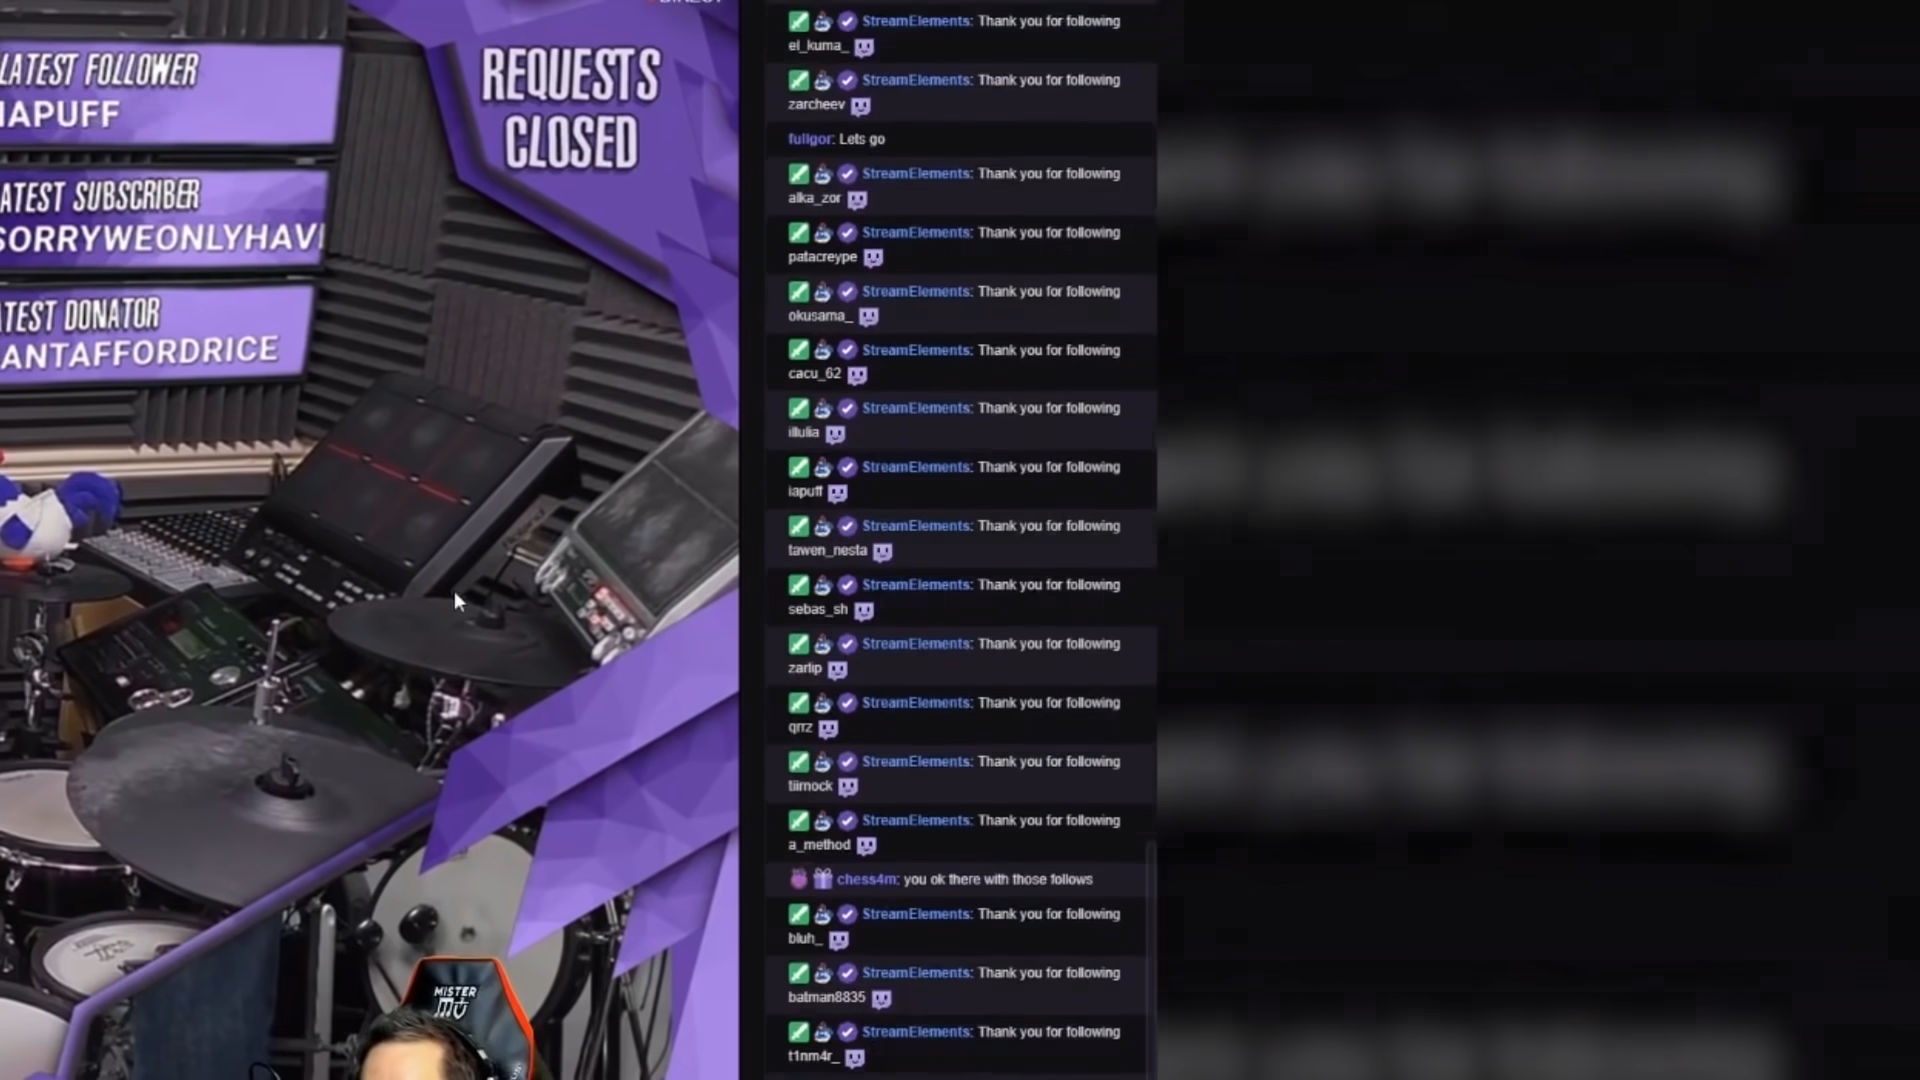 LATEST FOLLOWER
IAPUFF
ATEST SUBSCRIBER
SORRYWEONLYHAV
ATEST DONATOR
ANTAFFORDRICE
REQUESTS
CLOSED
MISTER
MV
StreamElements: Thank you for following
el_kuma_
StreamElements: Thank you for following
zarcheev
fullgor: Lets go
StreamElements: Thank you for following
alka_zor
StreamElements: Thank you for following
patacreype
StreamElements: Thank you for following
okusama_
StreamElements: Thank you for following
cacu_62
StreamElements: Thank you for following
illulia
StreamElements: Thank you for following
iapuff
StreamElements: Thank you for following
tawen_nesta
StreamElements: Thank you for following
sebas_sh
StreamElements: Thank you for following
zarlip
StreamElements: Thank you for following
qrrz
StreamElements: Thank you for following
tiirnock
StreamElements: Thank you for following
a_method
chess4m: you ok there with those follows
StreamElements: Thank you for following
bluh_
StreamElements: Thank you for following
batman8835
StreamElements: Thank you for following
t1nm4r_